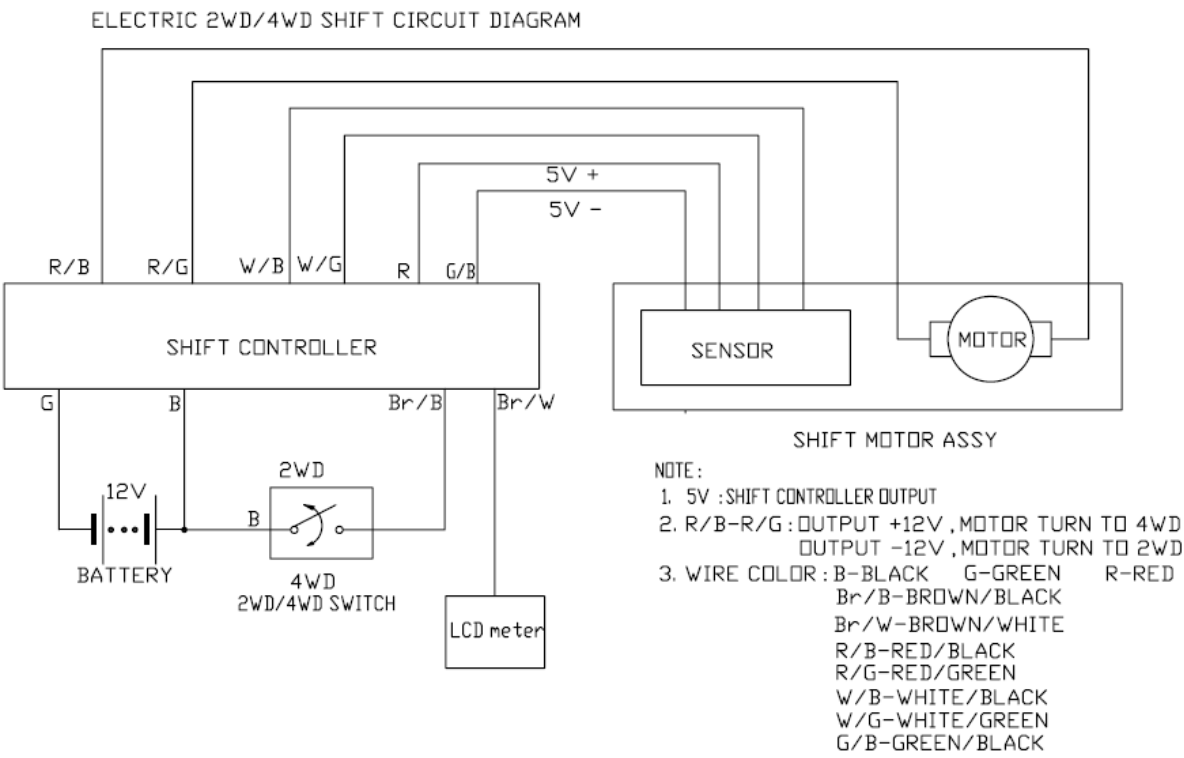 ELECTRIC 2WD/4WD SHIFT CIRCUIT DIAGRAM
5V +
5V -
R/B R/G W/B W/G R G/B
SHIFT CONTROLLER
SENSOR
MOTOR
G B Br/B Br/W
SHIFT MOTOR ASSY
2WD
12V
B
BATTERY
4WD
2WD/4WD SWITCH
LCD meter
NOTE:
1. 5V :SHIFT CONTROLLER OUTPUT
2. R/B-R/G:OUTPUT +12V,MOTOR TURN TO 4WD
OUTPUT -12V,MOTOR TURN TO 2WD
3. WIRE COLOR:B-BLACK G-GREEN R-RED
Br/B-BROWN/BLACK
Br/W-BROWN/WHITE
R/B-RED/BLACK
R/G-RED/GREEN
W/B-WHITE/BLACK
W/G-WHITE/GREEN
G/B-GREEN/BLACK